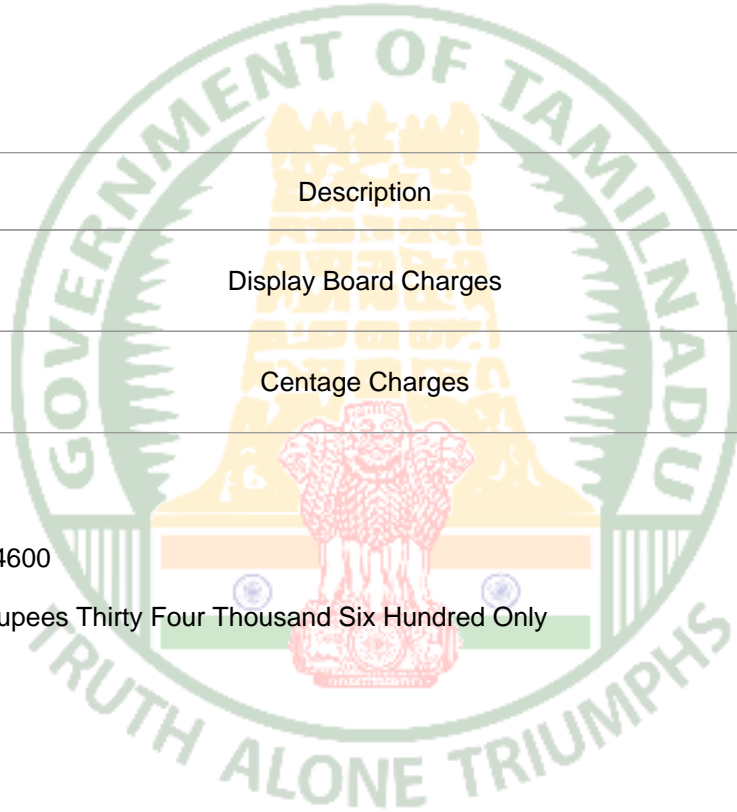 GOVERNMENT OF TAMILNADU
Description
Display Board Charges
Centage Charges
4600
upees Thirty Four Thousand Six Hundred Only
TRUTH ALONE TRIUMPHS